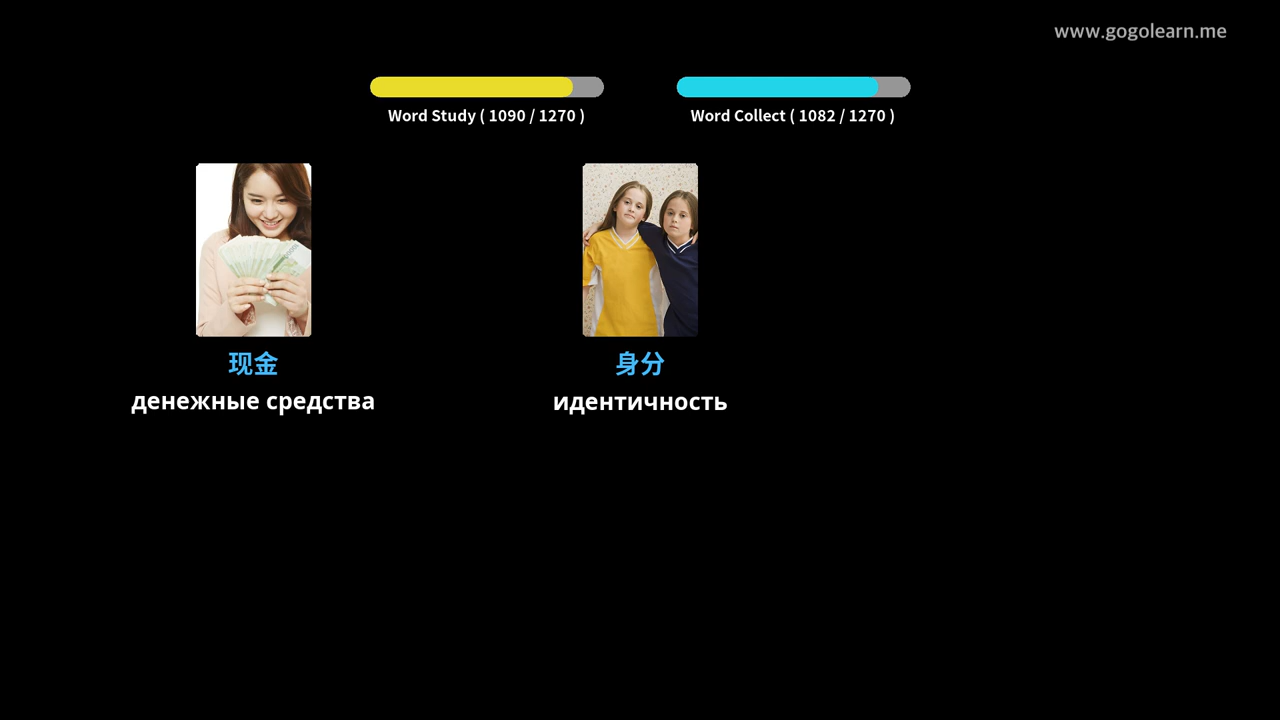 www.gogolearn.me
Word Study ( 1090 / 1270 )
Word Collect ( 1082 / 1270 )
现金
身分
денежные средства
идентичность